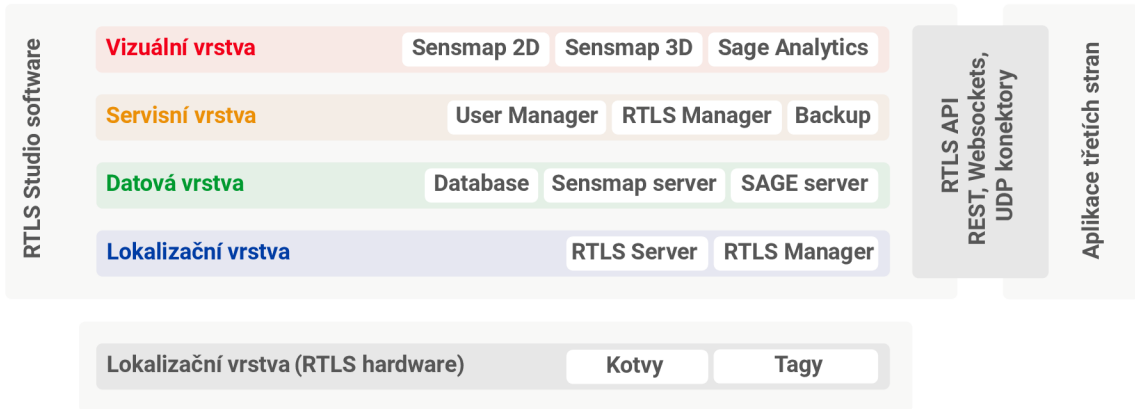 RTLS Studio software
Vizuální vrstva
Sensmap 2D
Sensmap 3D
Sage Analytics
Servisní vrstva
User Manager
RTLS Manager
Backup
Datová vrstva
Database
Sensmap server
SAGE server
Lokalizační vrstva
RTLS Server
RTLS Manager
RTLS API
REST, Websockets,
UDP konektory
Aplikace třetích stran
Lokalizační vrstva (RTLS hardware)
Kotvy
Tagy